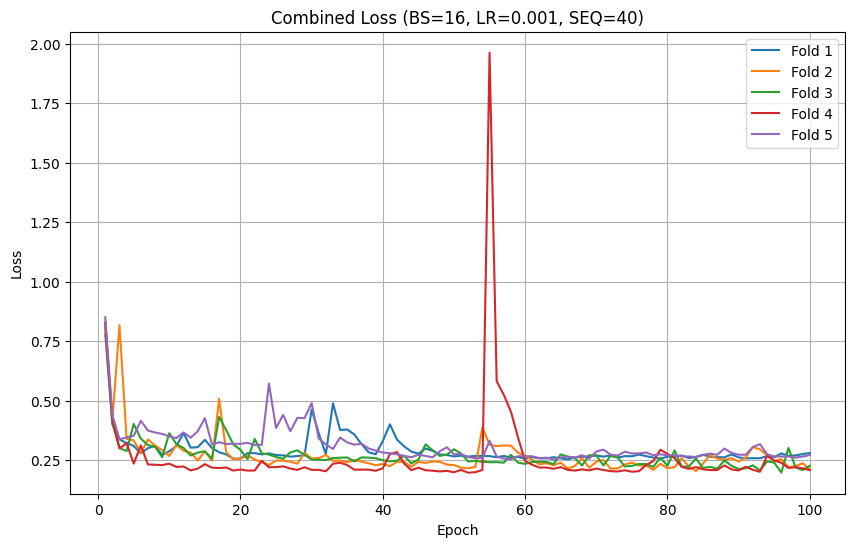 Combined Loss (BS=16, LR=0.001, SEQ=40)
Fold 1
Fold 2
Fold 3
Fold 4
Fold 5
Loss
2.00
1.75
1.50
1.25
1.00
0.75
0.50
0.25
0
20
40
60
80
100
Epoch